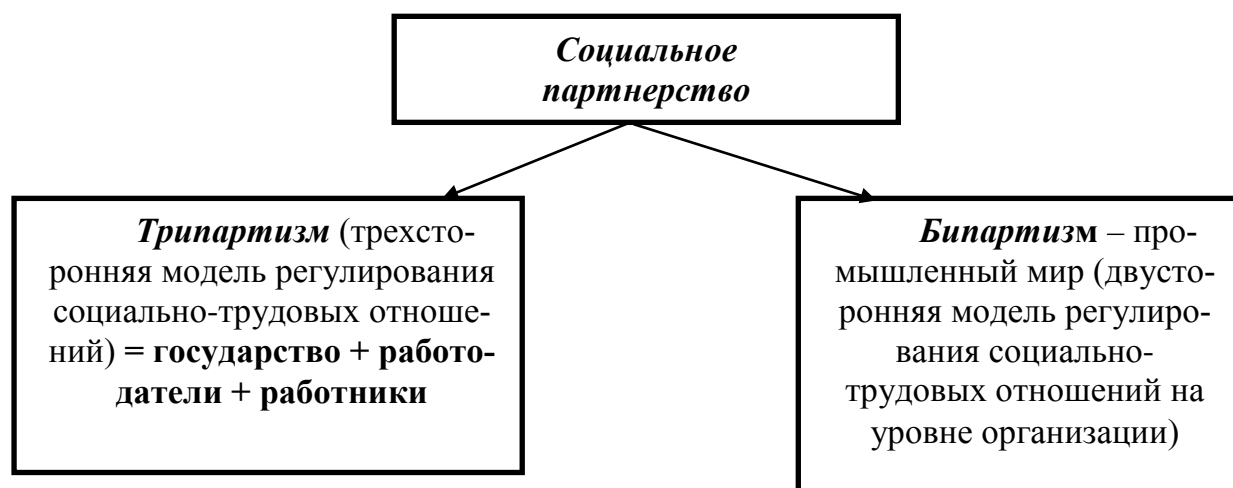 Социальное
партнерство
Трипартизм (трехсто-
ронняя модель регулирования
социально-трудовых отноше-
ний) = государство + работо-
датели + работники
Бипартизм – про-
мышленный мир (двусто-
ронняя модель регулиро-
вания социально-
трудовых отношений на
уровне организации)